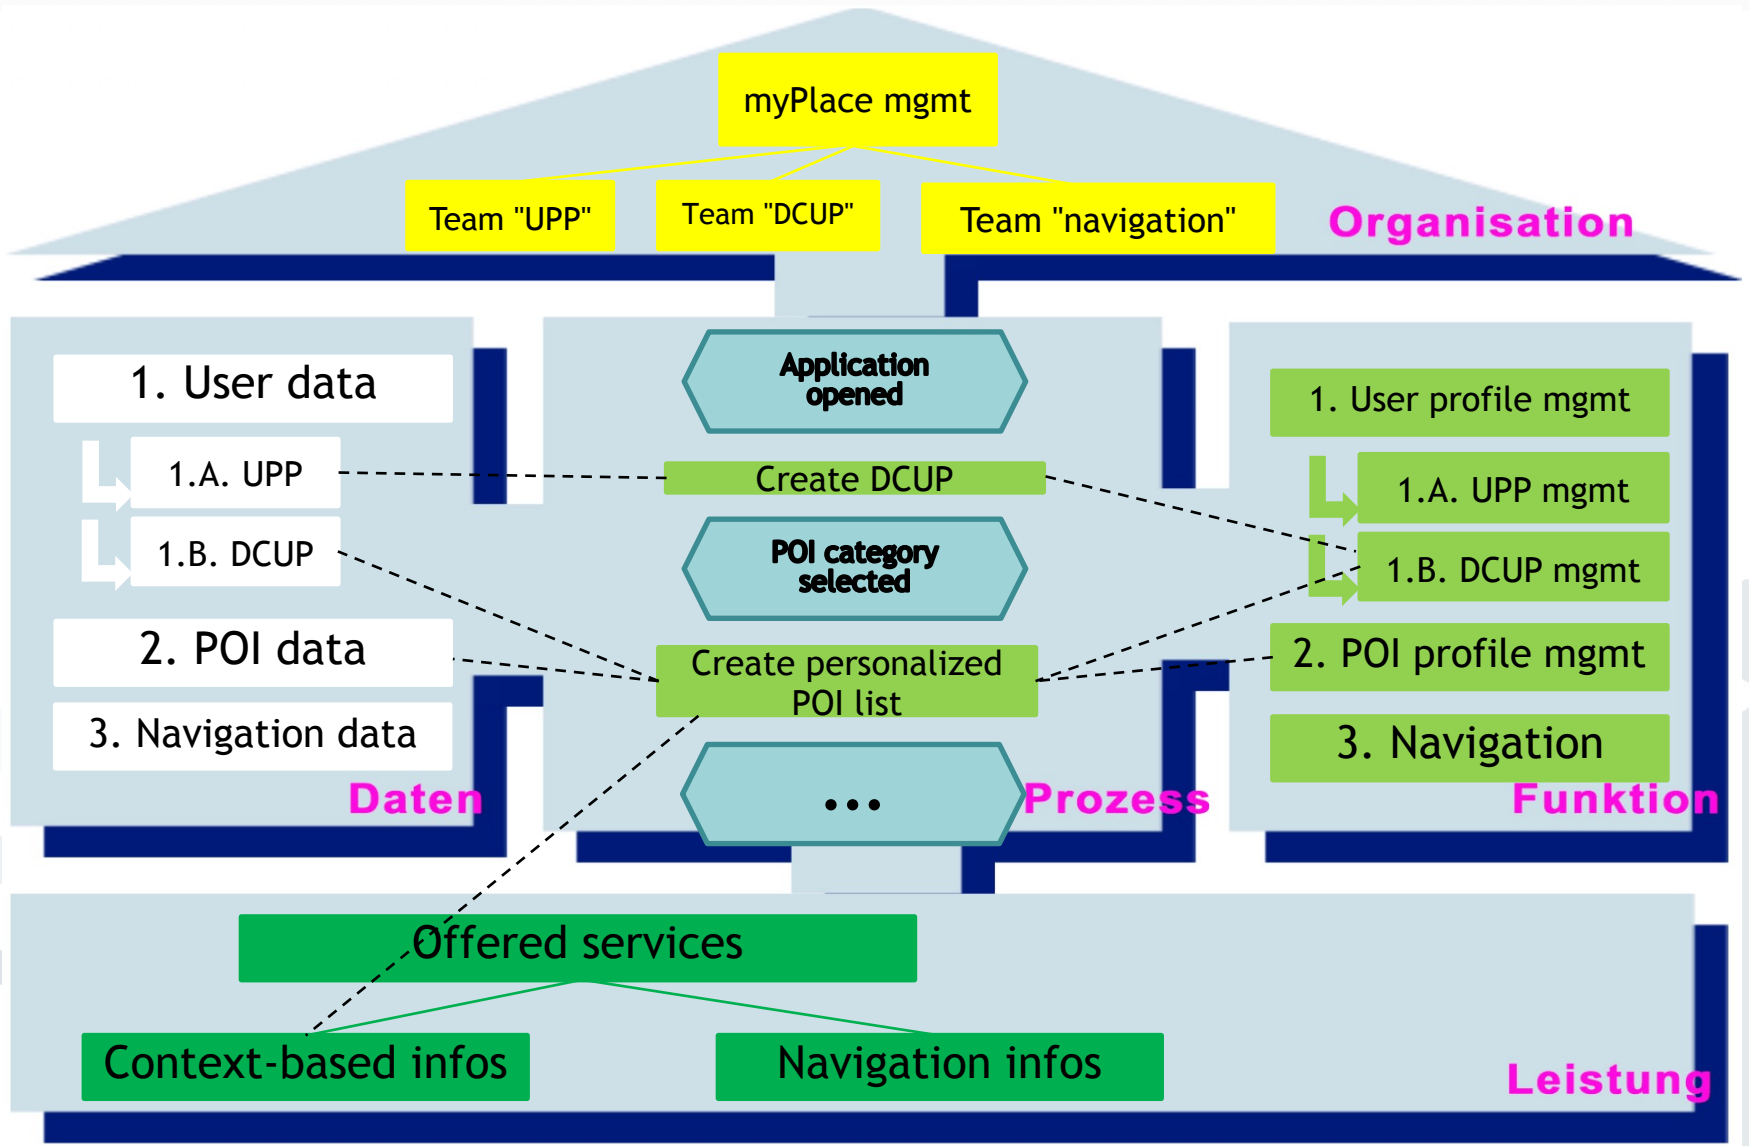 myPlace mgmt
Team "UPP"
Team "DCUP"
Team "navigation"
Organisation
1. User data
1.A. UPP
1.B. DCUP
2. POI data
3. Navigation data
Daten
Application
opened
Create DCUP
POI category
selected
Create personalized
POI list
...
Prozess
1. User profile mgmt
1.A. UPP mgmt
1.B. DCUP mgmt
2. POI profile mgmt
3. Navigation
Funktion
Offered services
Context-based infos
Navigation infos
Leistung